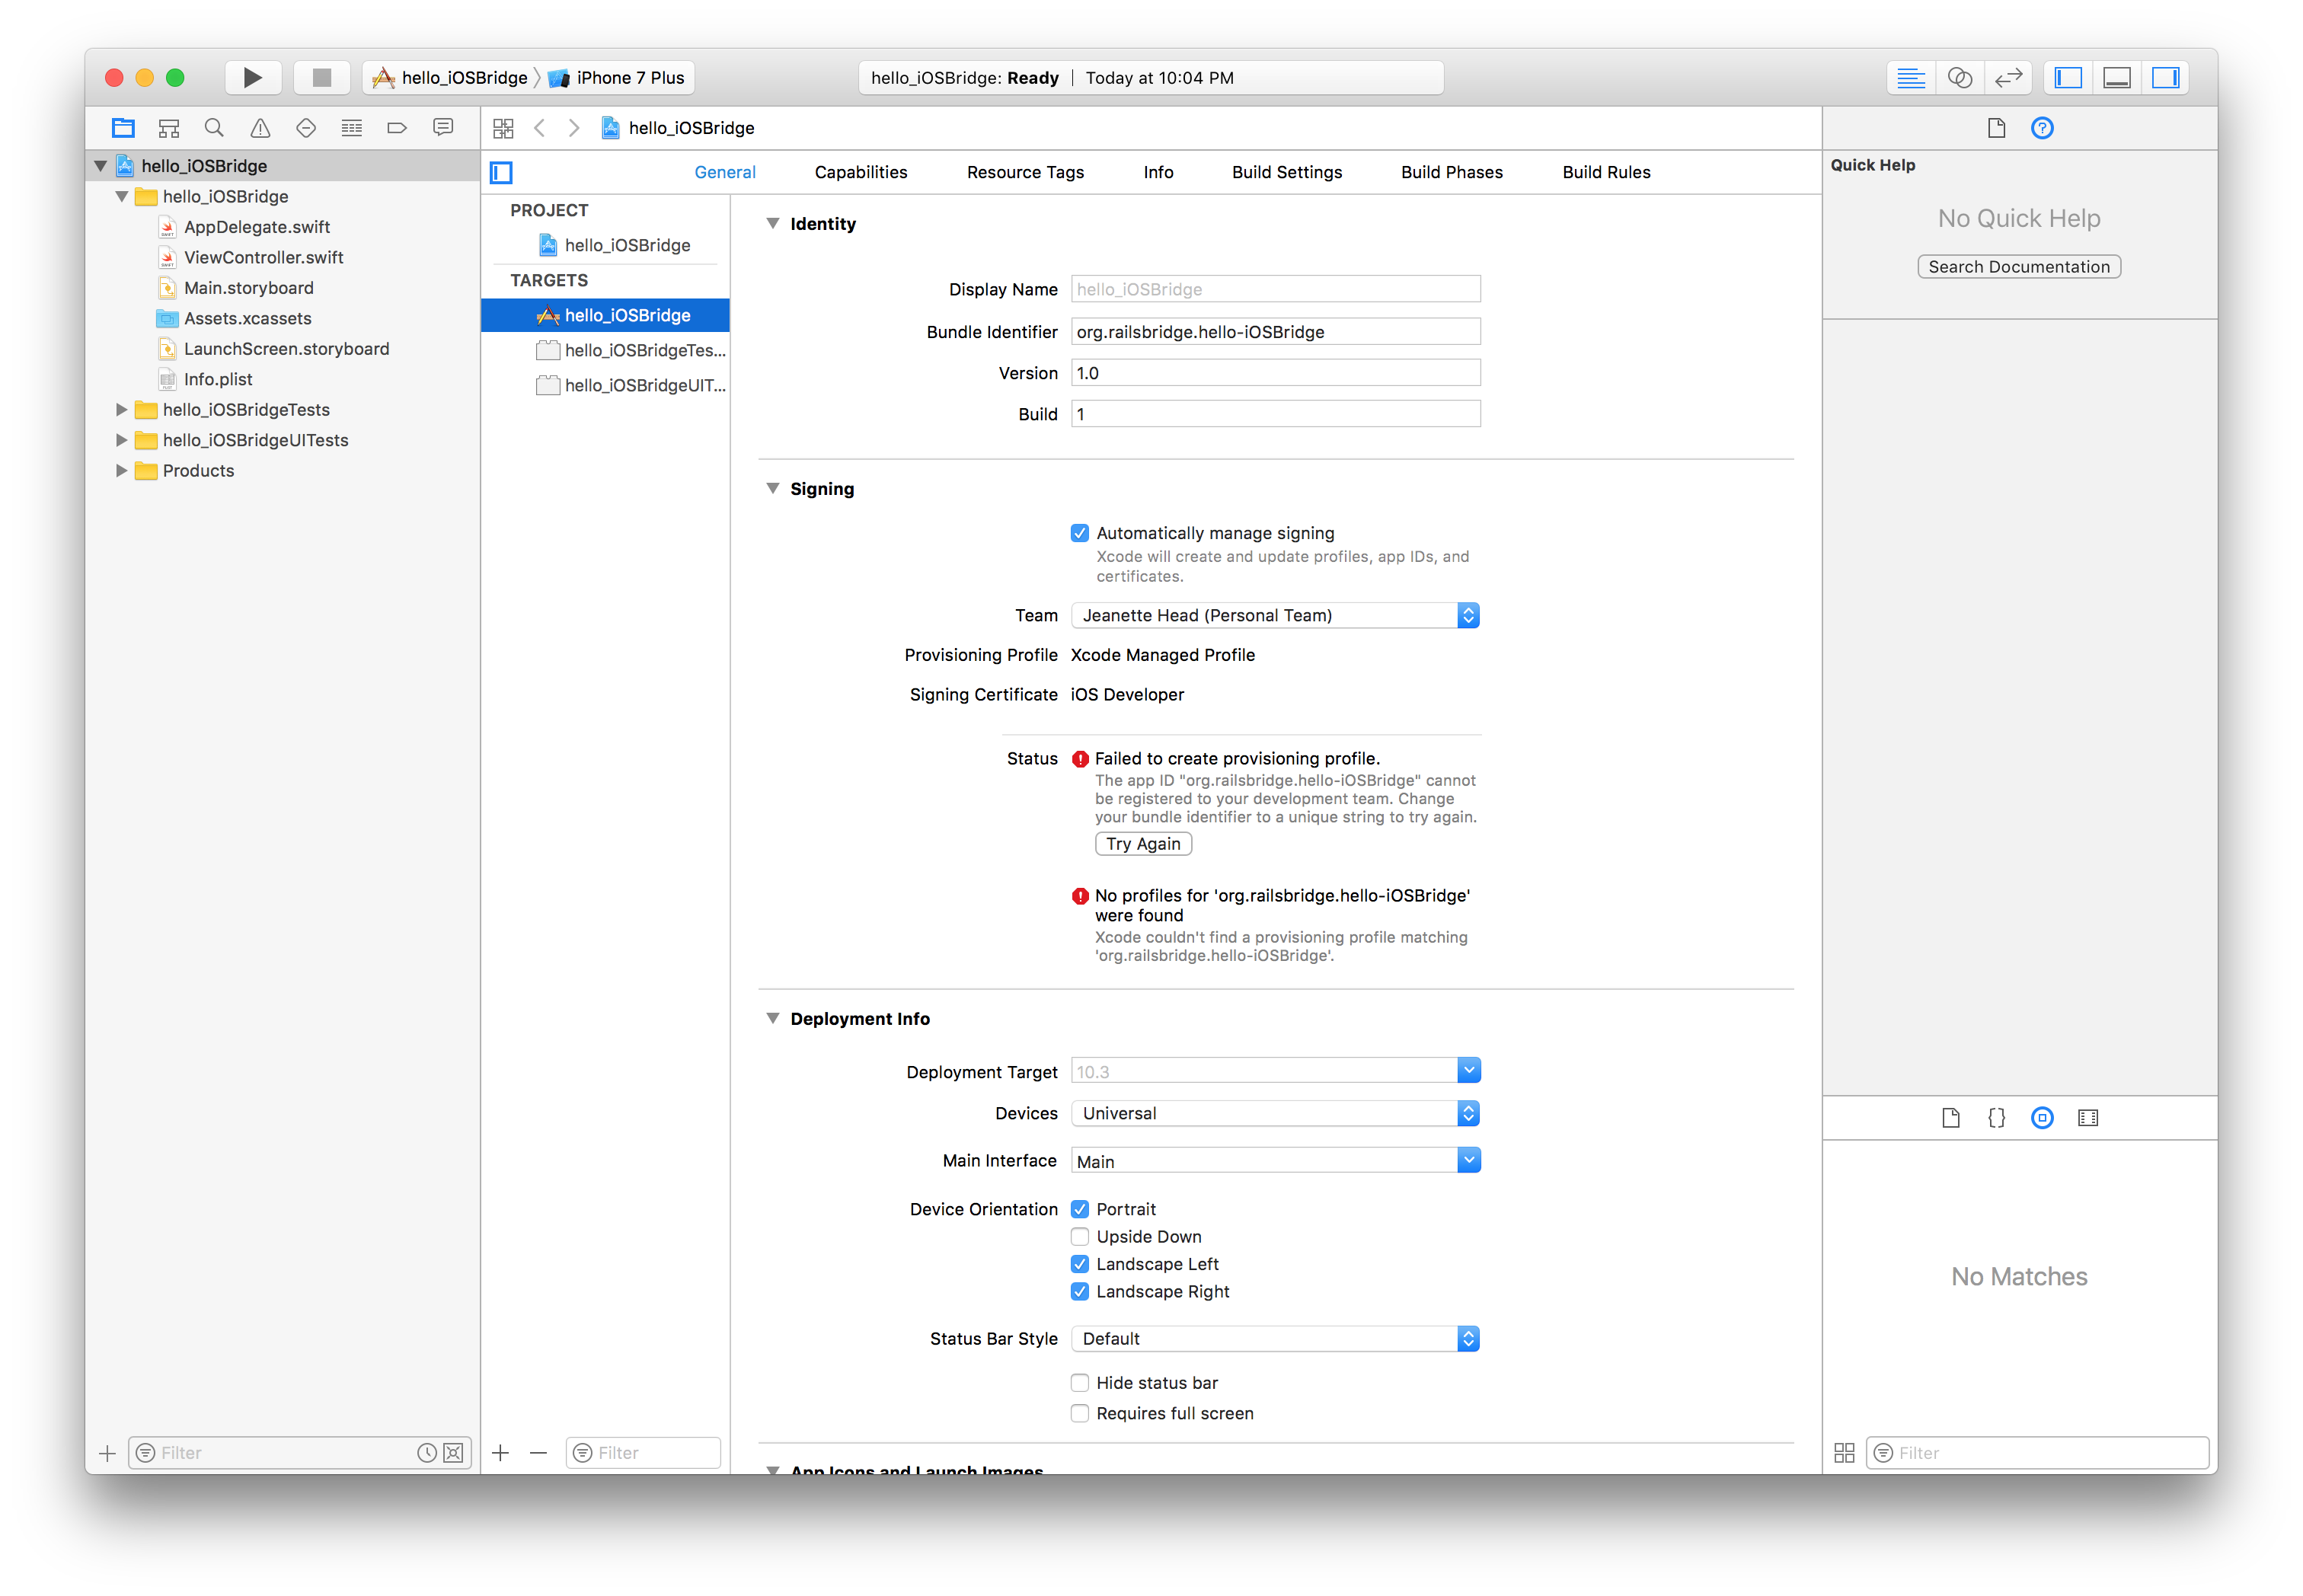 hello_iOSBridge
iPhone 7 Plus
hello_iOSBridge: Ready
Today at 10:04 PM
hello_iOSBridge
hello_iOSBridge
hello_iOSBridge
AppDelegate.swift
ViewController.swift
Main.storyboard
Assets.xcassets
LaunchScreen.storyboard
Info.plist
hello_iOSBridgeTests
hello_iOSBridgeUITests
Products
Filter
General
Capabilities
Resource Tags
Info
Build Settings
Build Phases
Build Rules
PROJECT
hello_iOSBridge
TARGETS
hello_iOSBridge
hello_iOSBridgeTes...
hello_iOSBridgeUIT...
Filter
Identity
Display Name hello_iOSBridge
Bundle Identifier org.railsbridge.hello-iOSBridge
Version 1.0
Build 1
Signing
Automatically manage signing
Xcode will create and update profiles, app IDs, and
certificates.
Team Jeanette Head (Personal Team)
Provisioning Profile Xcode Managed Profile
Signing Certificate iOS Developer
Status Failed to create provisioning profile.
The app ID "org.railsbridge.hello-iOSBridge" cannot
be registered to your development team. Change
your bundle identifier to a unique string to try again.
Try Again
No profiles for 'org.railsbridge.hello-iOSBridge'
were found
Xcode couldn't find a provisioning profile matching
'org.railsbridge.hello-iOSBridge'.
Deployment Info
Deployment Target 10.3
Devices Universal
Main Interface Main
Device Orientation Portrait
Upside Down
Landscape Left
Landscape Right
Status Bar Style Default
Hide status bar
Requires full screen
App Icons and Launch Images
Quick Help
No Quick Help
Search Documentation
No Matches
Filter